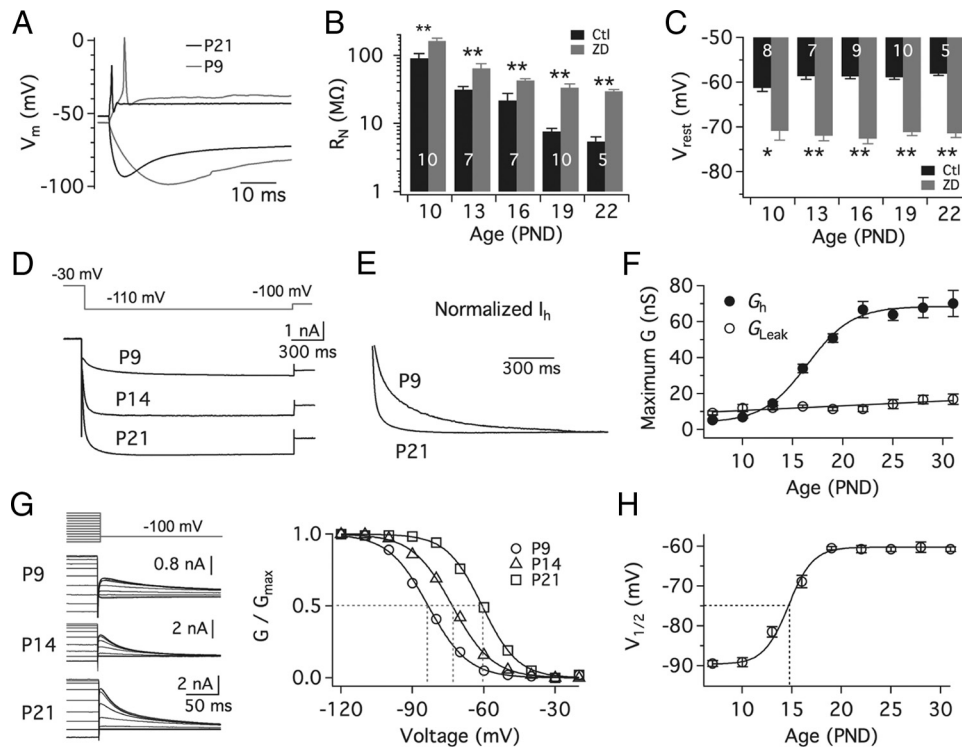 A
P21
P9
V_m (mV)
0
-50
-100
10 ms
B
Ctl
ZD
R_N (MΩ)
100
10
1
** ** ** ** **
10 7 7 10 5
10 13 16 19 22
Age (PND)
C
V_rest (mV)
-50
-60
-70
-80
8 7 9 10 5
* ** ** ** **
Ctl
ZD
10 13 16 19 22
Age (PND)
D
-30 mV
-110 mV
-100 mV
1 nA
300 ms
P9
P14
P21
E
Normalized I_h
300 ms
P9
P21
F
G_h
G_Leak
Maximum G (nS)
80
60
40
20
0
10 15 20 25 30
Age (PND)
G
-100 mV
P9
0.8 nA
P14
2 nA
P21
2 nA
50 ms
G / G_max
1.0
0.5
0.0
P9
P14
P21
-120 -90 -60 -30
Voltage (mV)
H
V_1/2 (mV)
-60
-70
-80
-90
10 15 20 25 30
Age (PND)